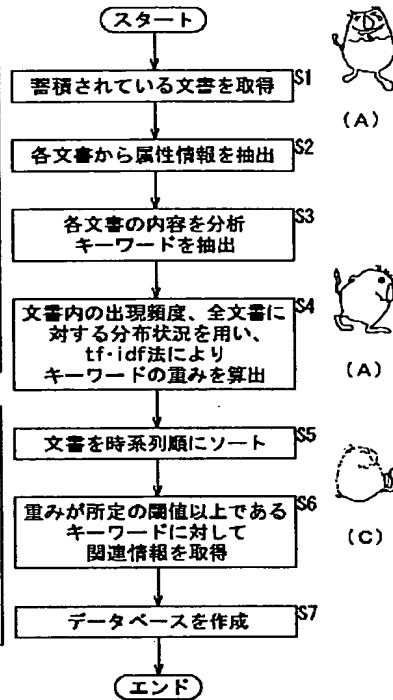 スタート
S1
蓄積されている文書を取得
S2
各文書から属性情報を抽出
S3
各文書の内容を分析
キーワードを抽出
S4
文書内の出現頻度、全文書に
対する分布状況を用い、
tf・idf法により
キーワードの重みを算出
S5
文書を時系列順にソート
S6
重みが所定の閾値以上である
キーワードに対して
関連情報を取得
S7
データベースを作成
エンド
(A)
(A)
(C)